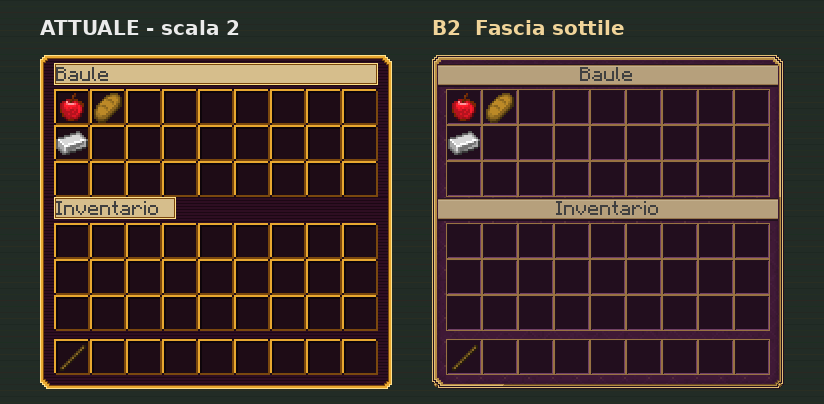 ATTUALE - scala 2
B2 Fascia sottile
Baule
Baule
Inventario
Inventario